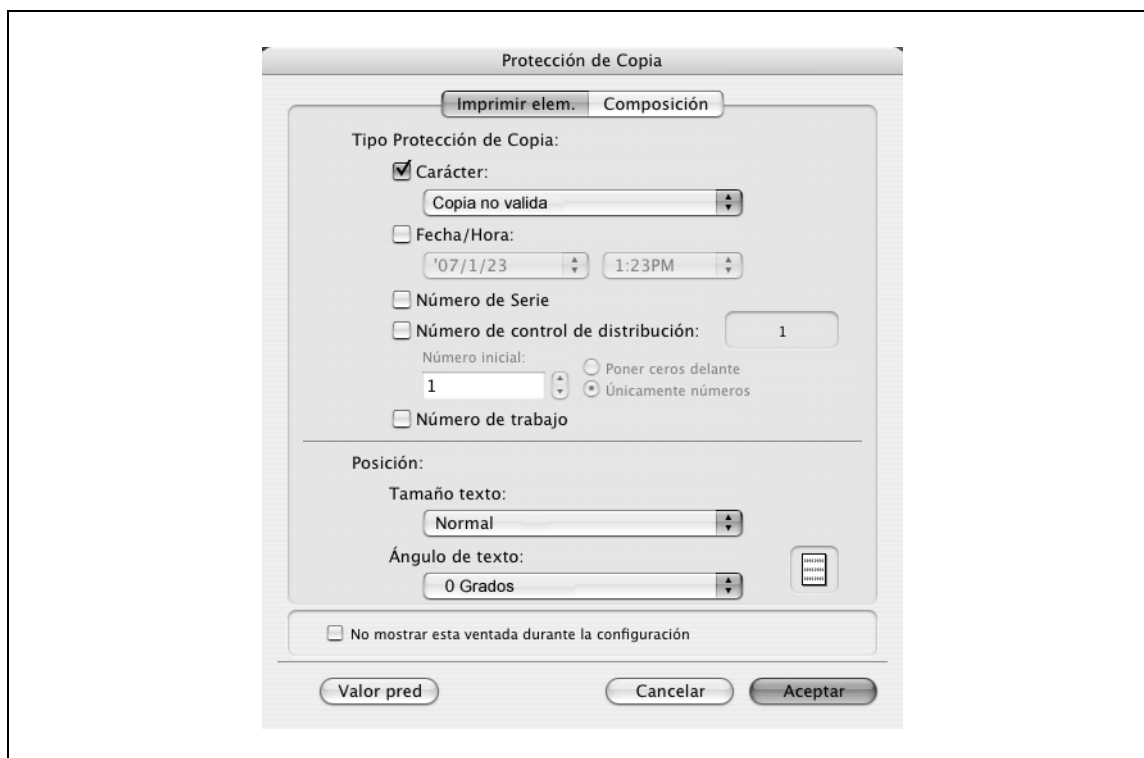 Protección de Copia
Imprimir elem. Composición
Tipo Protección de Copia:
Carácter:
Copia no valida
Fecha/Hora:
'07/1/23 1:23PM
Número de Serie
Número de control de distribución: 1
Número inicial:
Poner ceros delante
1
Únicamente números
Número de trabajo
Posición:
Tamaño texto:
Normal
Ángulo de texto:
0 Grados
No mostrar esta ventada durante la configuración
Valor pred Cancelar Aceptar